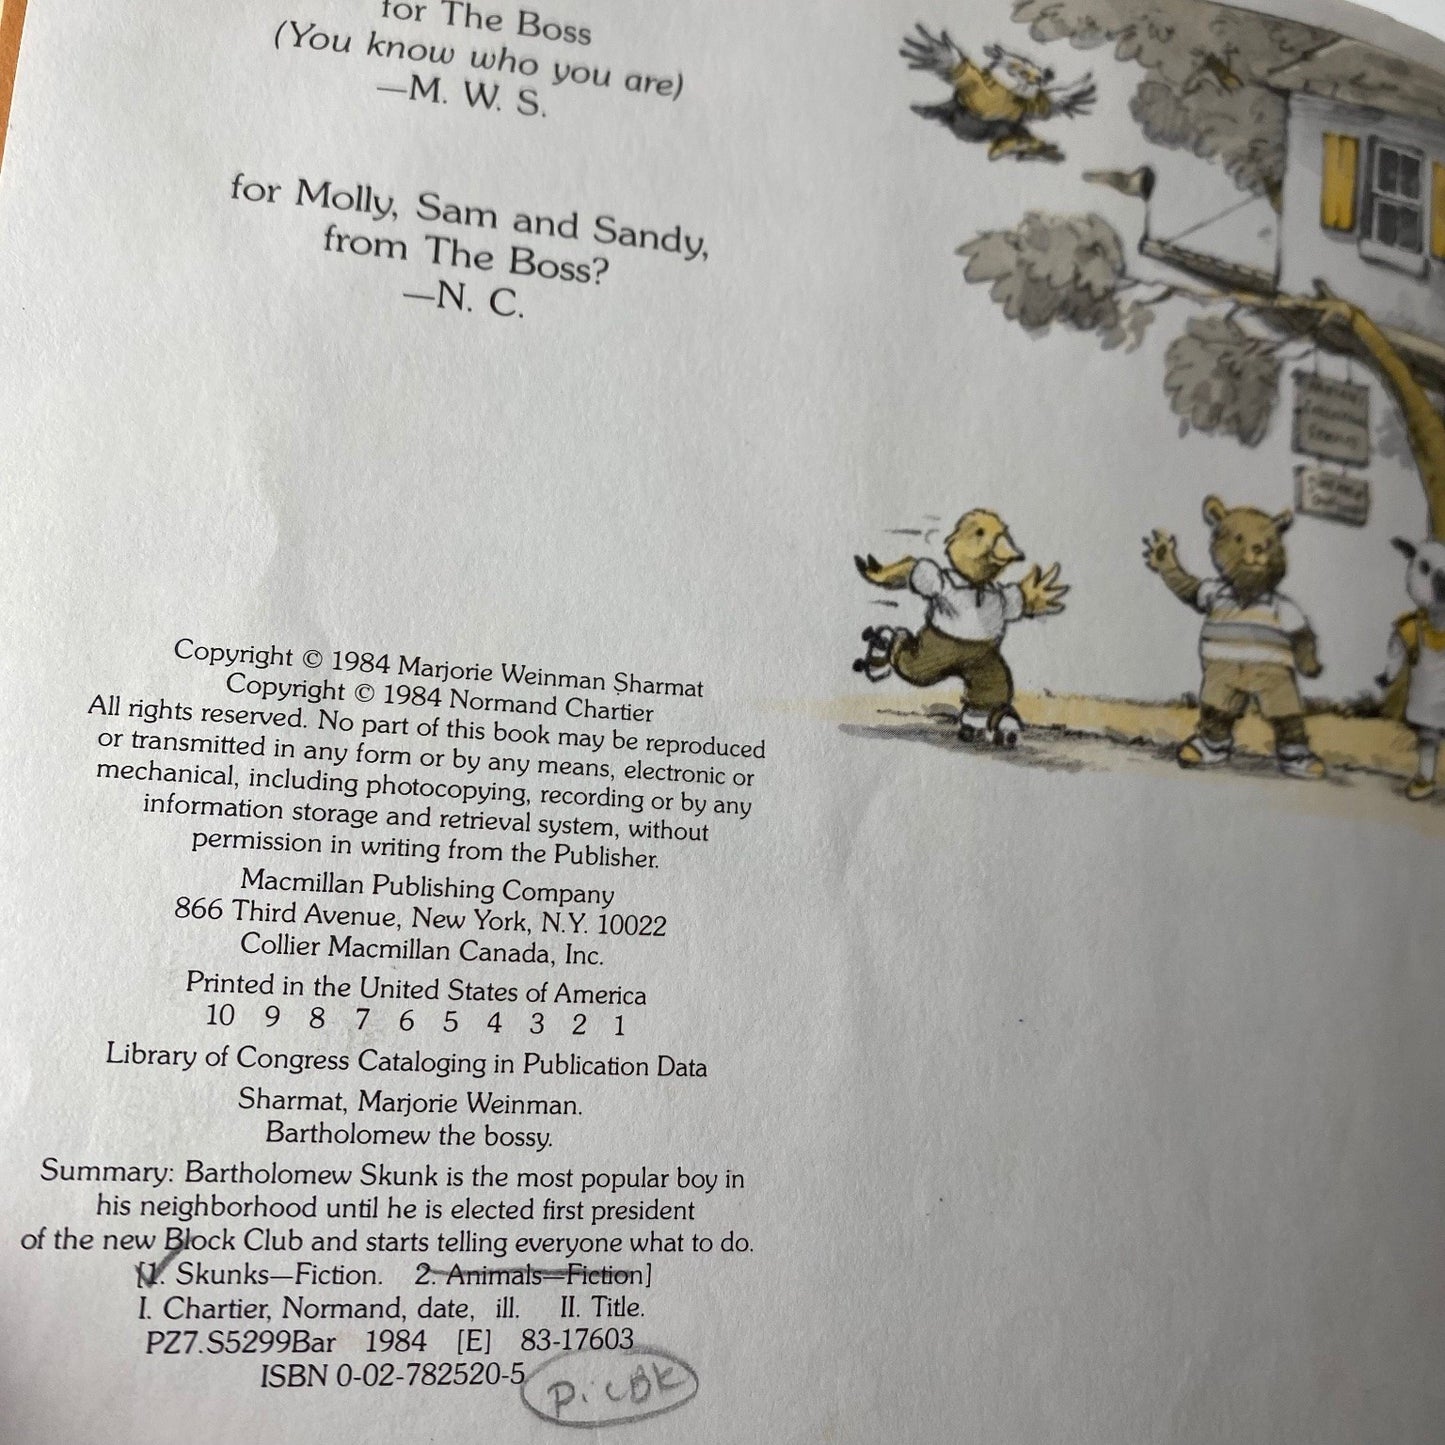 for The Boss
(You know who you are)
—M. W. S.
for Molly, Sam and Sandy,
from The Boss?
—N. C.
Copyright © 1984 Marjorie Weinman Sharmat
Copyright © 1984 Normand Chartier
All rights reserved. No part of this book may be reproduced
or transmitted in any form or by any means, electronic or
mechanical, including photocopying, recording or by any
information storage and retrieval system, without
permission in writing from the Publisher.
Macmillan Publishing Company
866 Third Avenue, New York, N.Y. 10022
Collier Macmillan Canada, Inc.
Printed in the United States of America
10 9 8 7 6 5 4 3 2 1
Library of Congress Cataloging in Publication Data
Sharmat, Marjorie Weinman.
Bartholomew the bossy.
Summary: Bartholomew Skunk is the most popular boy in
his neighborhood until he is elected first president
of the new Block Club and starts telling everyone what to do.
[1. Skunks—Fiction. 2. Animals—Fiction]
I. Chartier, Normand, date, ill. II. Title.
PZ7.S5299Bar 1984 [E] 83-17603
ISBN 0-02-782520-5